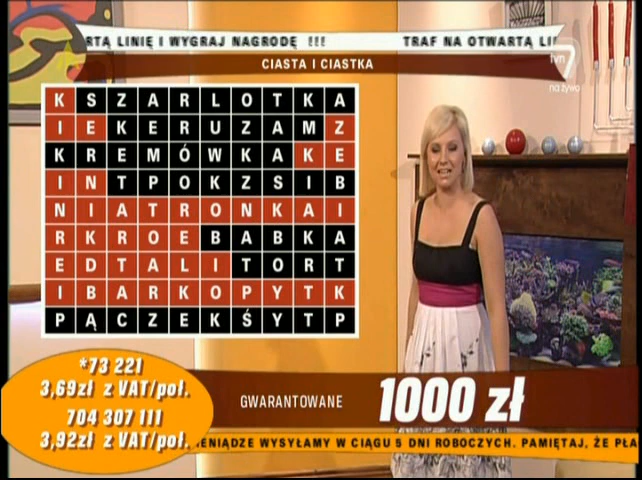 RTĄ LINIĘ I WYGRAJ NAGRODĘ !!! TRAF NA OTWARTĄ LI
CIASTA I CIASTKA
tvn 7
na żywo
K S Z A R L O T K A
I E K E R U Z A M Z
K R E M Ó W K A K E
I N T P O K Z S I B
N I A T R O N K A I
R K R O E B A B K A
E D T A L I T O R T
I B A R K O P Y T K
P Ą C Z E K Ś Y T P
*73 221
3,69zł z VAT/poł.
704 307 111
3,92zł z VAT/poł.
GWARANTOWANE 1000 zł
IENIĄDZE WYSYŁAMY W CIĄGU 5 DNI ROBOCZYCH. PAMIĘTAJ, ŻE PŁA